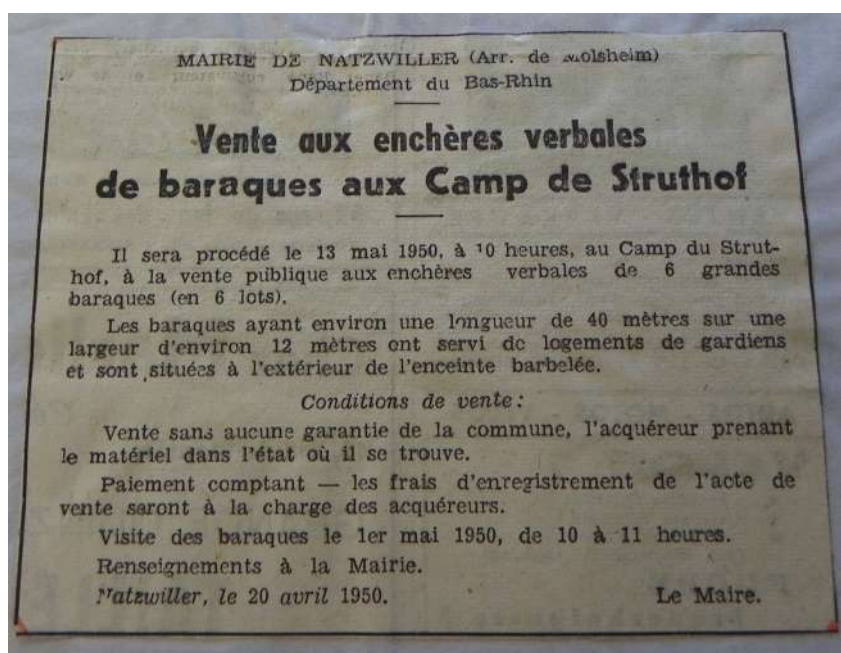 MAIRIE DE NATZWILLER (Arr. de Molsheim)
Département du Bas-Rhin
Vente aux enchères verbales
de baraques aux Camp de Struthof
Il sera procédé le 13 mai 1950, à 10 heures, au Camp du Strut-
hof, à la vente publique aux enchères verbales de 6 grandes
baraques (en 6 lots).
Les baraques ayant environ une longueur de 40 mètres sur une
largeur d'environ 12 mètres ont servi de logements de gardiens
et sont situées à l'extérieur de l'enceinte barbelée.
Conditions de vente :
Vente sans aucune garantie de la commune, l'acquéreur prenant
le matériel dans l'état où il se trouve.
Paiement comptant — les frais d'enregistrement de l'acte de
vente seront à la charge des acquéreurs.
Visite des baraques le 1er mai 1950, de 10 à 11 heures.
Renseignements à la Mairie.
Natzwiller, le 20 avril 1950. Le Maire.